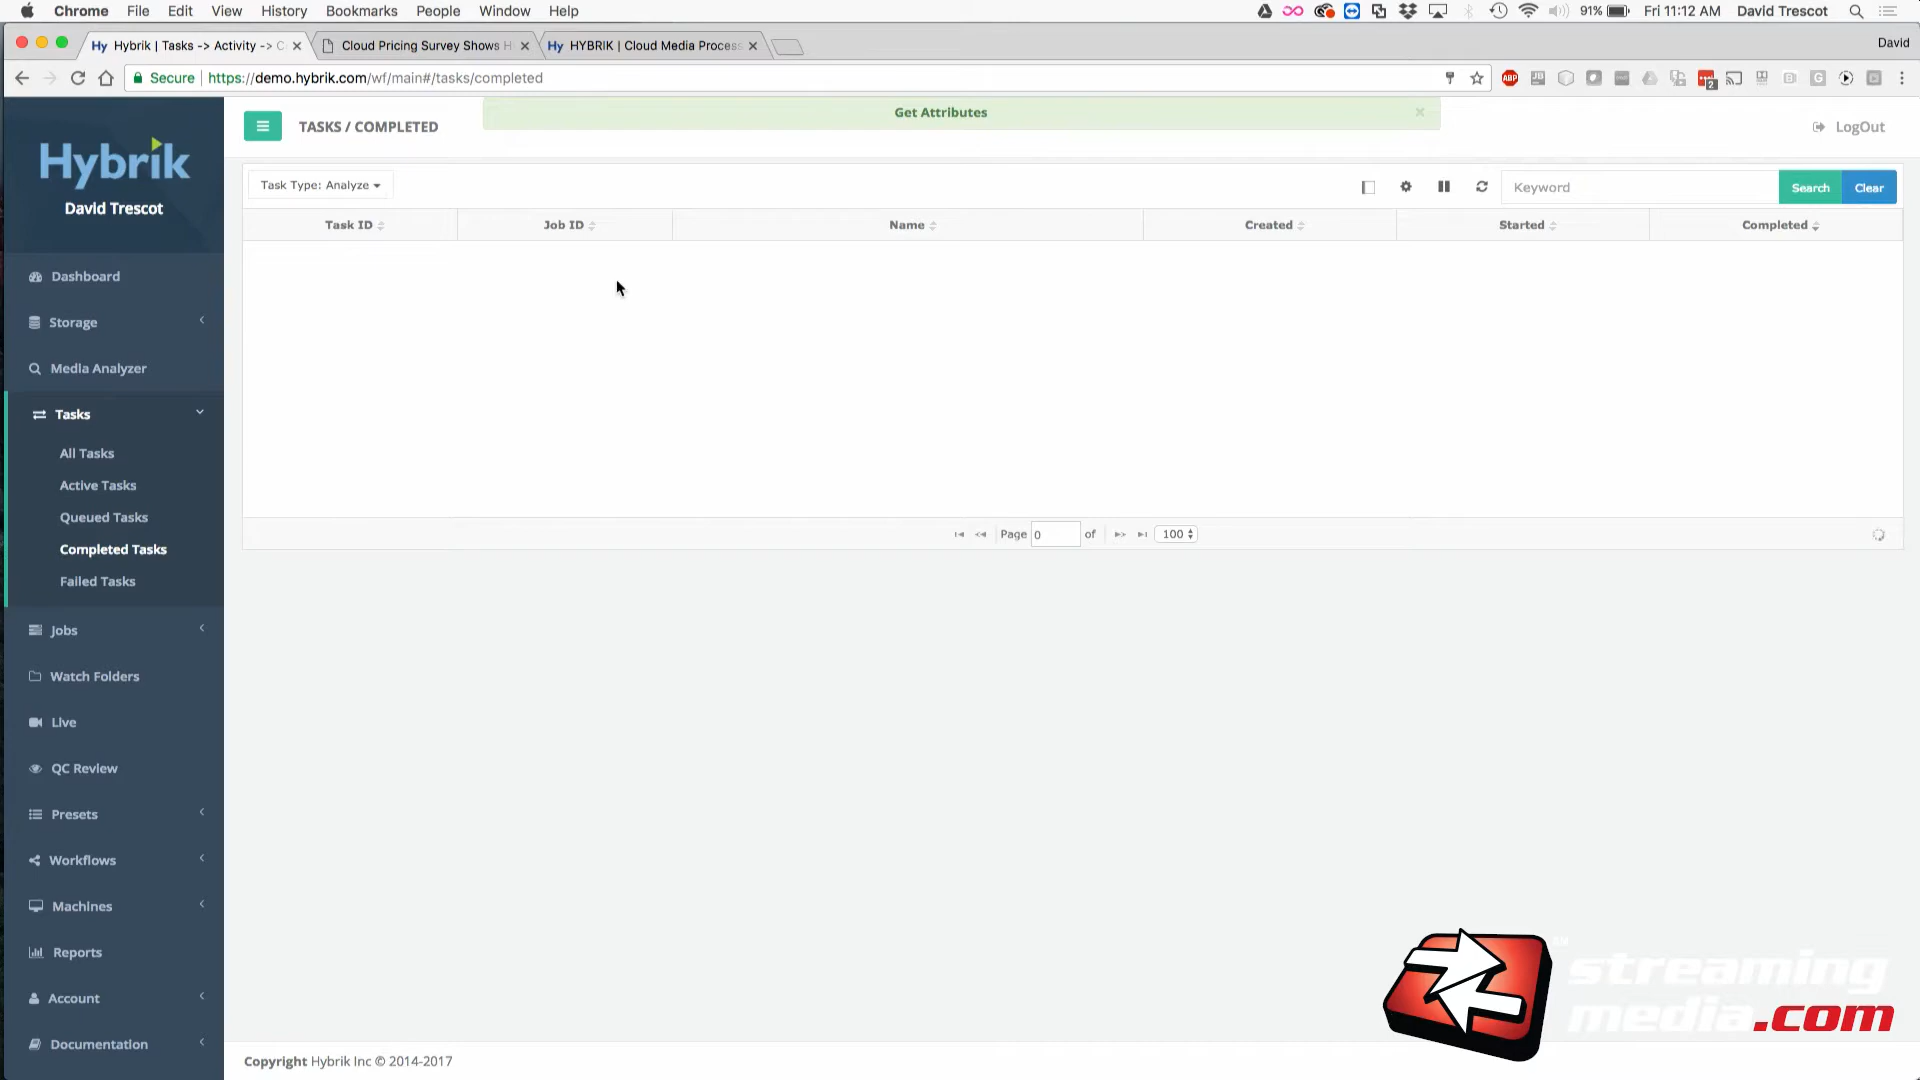 Chrome File Edit View History Bookmarks People Window Help 91% Fri 11:12 AM David Trescot
Hy Hybrik | Tasks -> Activity -> C Cloud Pricing Survey Shows H Hy HYBRIK | Cloud Media Process David
Secure https://demo.hybrik.com/wf/main#/tasks/completed ABP 2
Hybrik
David Trescot
TASKS / COMPLETED
Get Attributes
LogOut
Task Type: Analyze
Keyword
Search
Clear
Task ID Job ID Name Created Started Completed
Page 0 of 100
Dashboard
Storage
Media Analyzer
Tasks
All Tasks
Active Tasks
Queued Tasks
Completed Tasks
Failed Tasks
Jobs
Watch Folders
Live
QC Review
Presets
Workflows
Machines
Reports
Account
Documentation
Copyright Hybrik Inc © 2014-2017
streaming
media.com